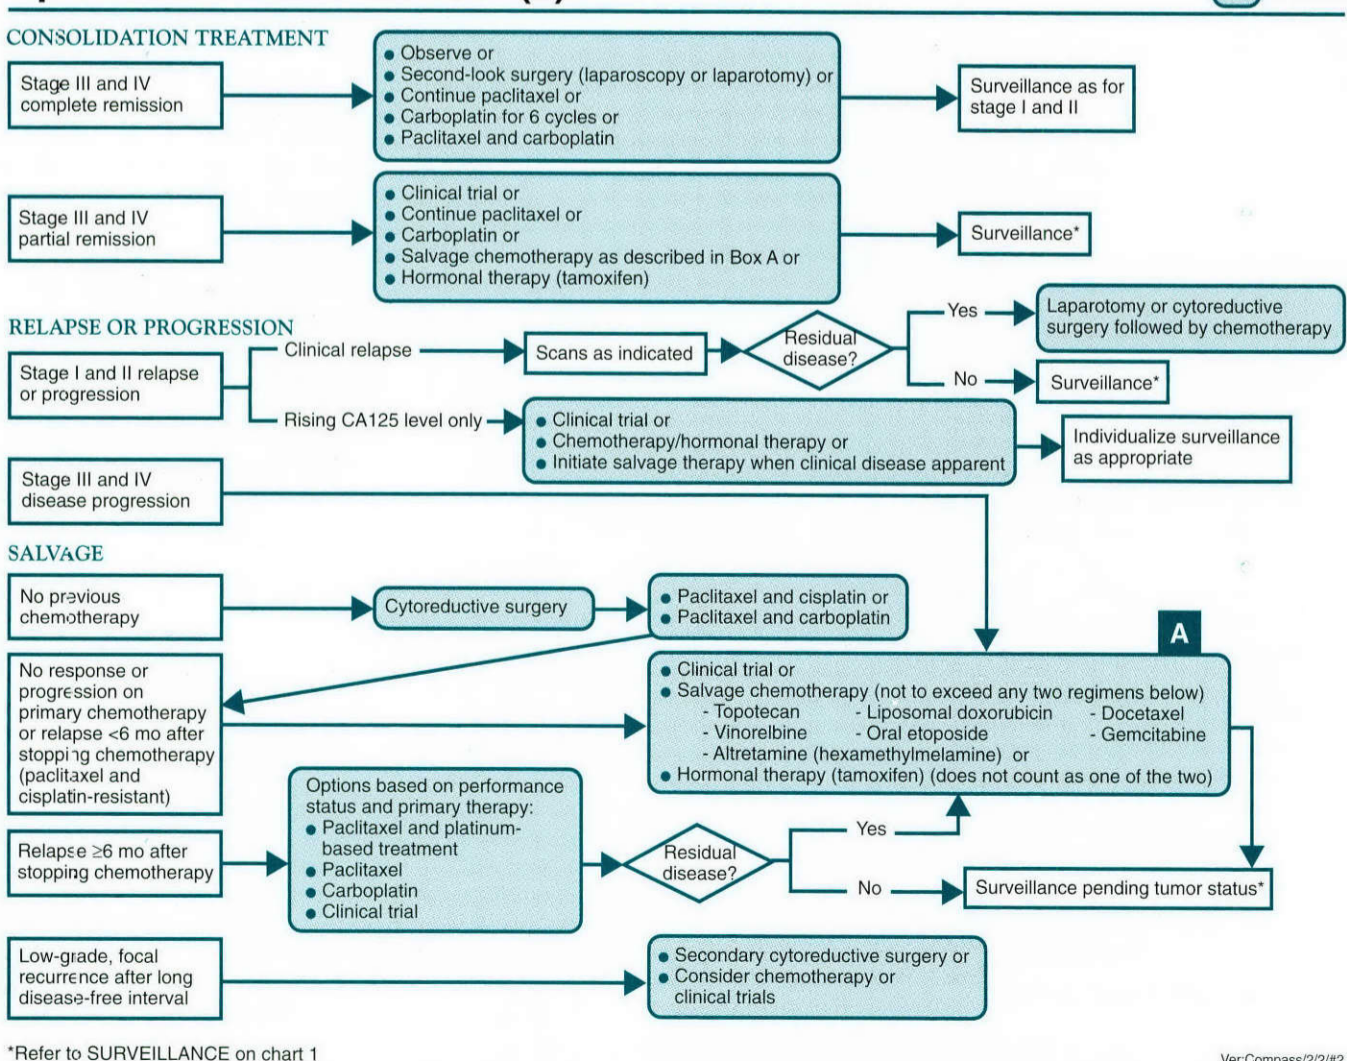 CONSOLIDATION TREATMENT
Stage III and IV
complete remission
● Observe or
● Second-look surgery (laparoscopy or laparotomy) or
● Continue paclitaxel or
● Carboplatin for 6 cycles or
● Paclitaxel and carboplatin
Surveillance as for
stage I and II
Stage III and IV
partial remission
● Clinical trial or
● Continue paclitaxel or
● Carboplatin or
● Salvage chemotherapy as described in Box A or
● Hormonal therapy (tamoxifen)
Surveillance*
RELAPSE OR PROGRESSION
Stage I and II relapse
or progression
Clinical relapse
Scans as indicated
Residual
disease?
Yes
Laparotomy or cytoreductive
surgery followed by chemotherapy
No
Surveillance*
Rising CA125 level only
● Clinical trial or
● Chemotherapy/hormonal therapy or
● Initiate salvage therapy when clinical disease apparent
Individualize surveillance
as appropriate
Stage III and IV
disease progression
SALVAGE
No previous
chemotherapy
Cytoreductive surgery
● Paclitaxel and cisplatin or
● Paclitaxel and carboplatin
A
No response or
progression on
primary chemotherapy
or relapse <6 mo after
stopping chemotherapy
(paclitaxel and
cisplatin-resistant)
● Clinical trial or
● Salvage chemotherapy (not to exceed any two regimens below)
- Topotecan - Liposomal doxorubicin - Docetaxel
- Vinorelbine - Oral etoposide - Gemcitabine
- Altretamine (hexamethylmelamine) or
● Hormonal therapy (tamoxifen) (does not count as one of the two)
Relapse ≥6 mo after
stopping chemotherapy
Options based on performance
status and primary therapy:
● Paclitaxel and platinum-
based treatment
● Paclitaxel
● Carboplatin
● Clinical trial
Residual
disease?
Yes
No
Surveillance pending tumor status*
Low-grade, focal
recurrence after long
disease-free interval
● Secondary cytoreductive surgery or
● Consider chemotherapy or
clinical trials
*Refer to SURVEILLANCE on chart 1
Ver:Compass/2/2/#2